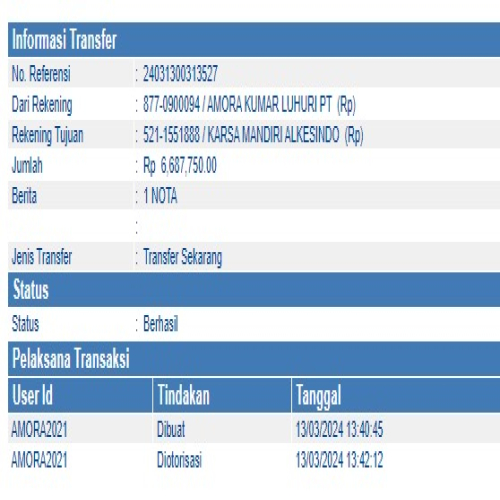 Informasi Transfer
No. Referensi : 24031300313527
Dari Rekening : 877-0900094 / AMORA KUMAR LUHURI PT (Rp)
Rekening Tujuan : 521-1551888 / KARSA MANDIRI ALKESINDO (Rp)
Jumlah : Rp 6,687,750.00
Berita : 1 NOTA
:
Jenis Transfer : Transfer Sekarang
Status
Status : Berhasil
Pelaksana Transaksi
User Id Tindakan Tanggal
AMORA2021 Dibuat 13/03/2024 13:40:45
AMORA2021 Diotorisasi 13/03/2024 13:42:12